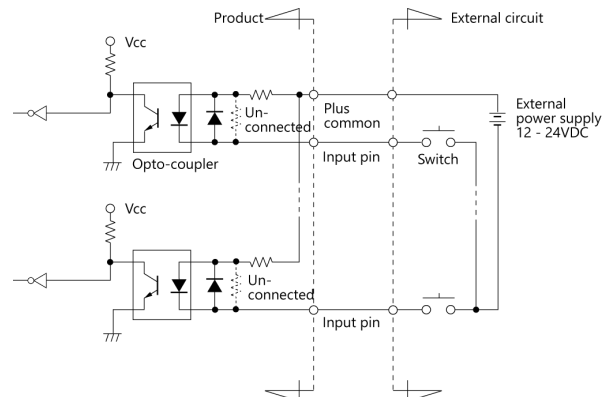 Product
External circuit
Vcc
Un-
connected
Plus
common
External
power supply
12 - 24VDC
Opto-coupler
Input pin
Switch
Vcc
Un-
connected
Input pin